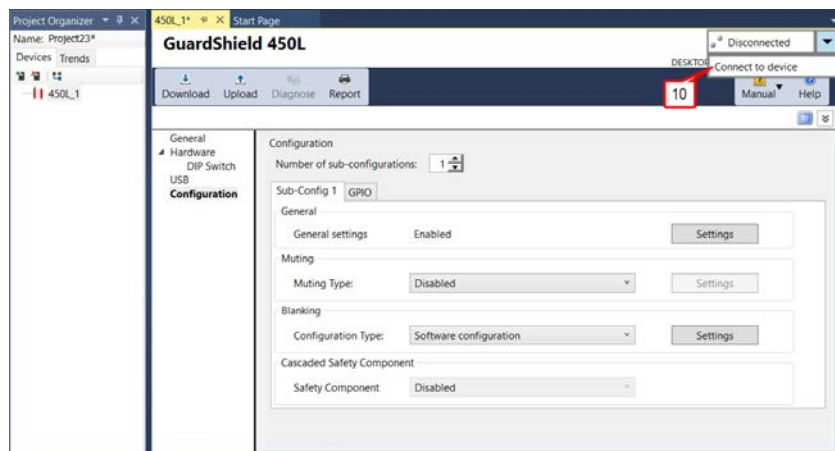 Project Organizer
Name: Project23*
Devices Trends
450L_1
450L_1* Start Page
GuardShield 450L
Disconnected
DESKTOP
Connect to device
10
Download Upload Diagnose Report
Manual Help
General
Hardware
DIP Switch
USB
Configuration
Configuration
Number of sub-configurations: 1
Sub-Config 1 GPIO
General
General settings Enabled Settings
Muting
Muting Type: Disabled Settings
Blanking
Configuration Type: Software configuration Settings
Cascaded Safety Component
Safety Component Disabled